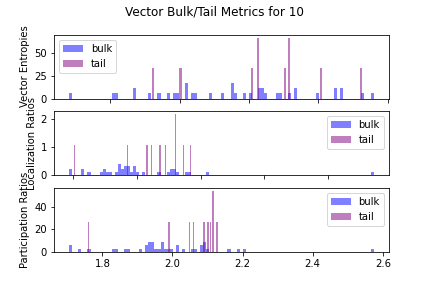 Vector Bulk/Tail Metrics for 10
Vector Entropies
50
25
0
bulk
tail
Localization Ratios
2
1
0
bulk
tail
Participation Ratios
40
20
0
bulk
tail
1.8 2.0 2.2 2.4 2.6